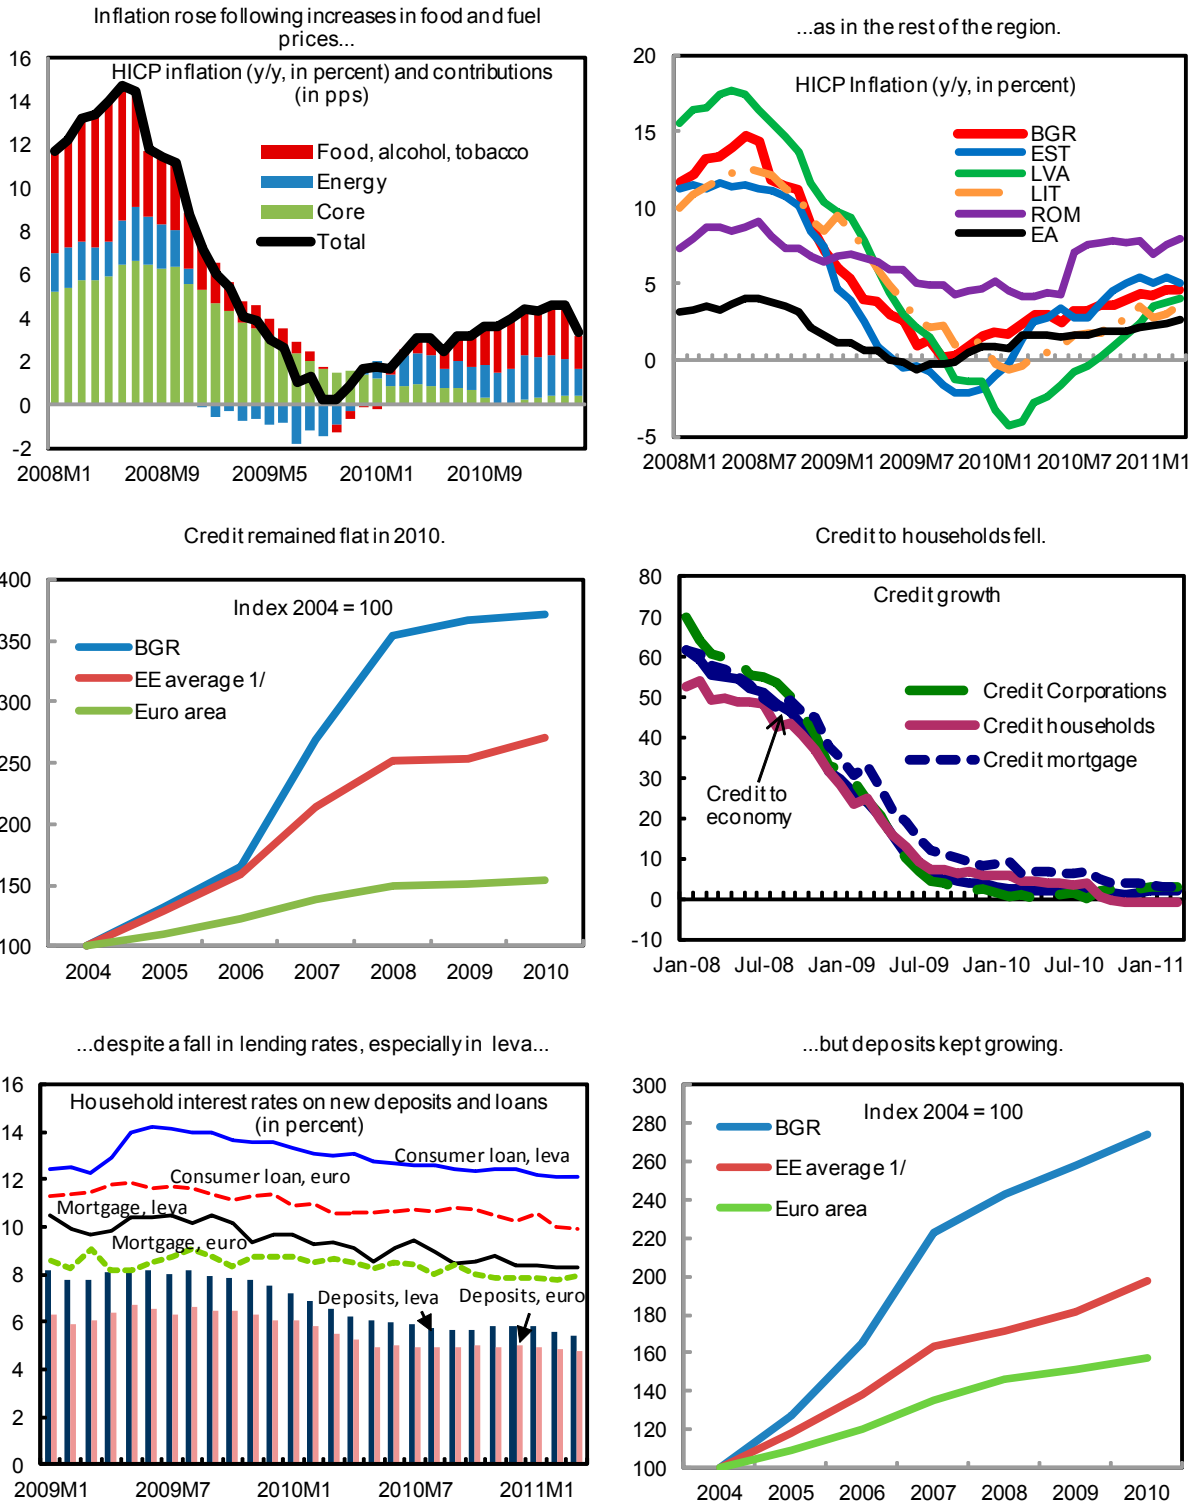 Inflation rose following increases in food and fuel
prices...
HICP inflation (y/y, in percent) and contributions
(in pps)
16
14
12
10
8
6
4
2
0
-2
Food, alcohol, tobacco
Energy
Core
Total
2008M1 2008M9 2009M5 2010M1 2010M9
...as in the rest of the region.
HICP Inflation (y/y, in percent)
20
15
10
5
0
-5
BGR
EST
LVA
LIT
ROM
EA
2008M1 2008M7 2009M1 2009M7 2010M1 2010M7 2011M1
Credit remained flat in 2010.
Index 2004 = 100
400
350
300
250
200
150
100
BGR
EE average 1/
Euro area
2004 2005 2006 2007 2008 2009 2010
Credit to households fell.
Credit growth
80
70
60
50
40
30
20
10
0
-10
Credit Corporations
Credit households
Credit mortgage
Credit to
economy
Jan-08 Jul-08 Jan-09 Jul-09 Jan-10 Jul-10 Jan-11
...despite a fall in lending rates, especially in leva...
Household interest rates on new deposits and loans
(in percent)
16
14
12
10
8
6
4
2
0
Consumer loan, leva
Consumer loan, euro
Mortgage, leva
Mortgage, euro
Deposits, leva
Deposits, euro
2009M1 2009M7 2010M1 2010M7 2011M1
...but deposits kept growing.
Index 2004 = 100
300
280
260
240
220
200
180
160
140
120
100
BGR
EE average 1/
Euro area
2004 2005 2006 2007 2008 2009 2010